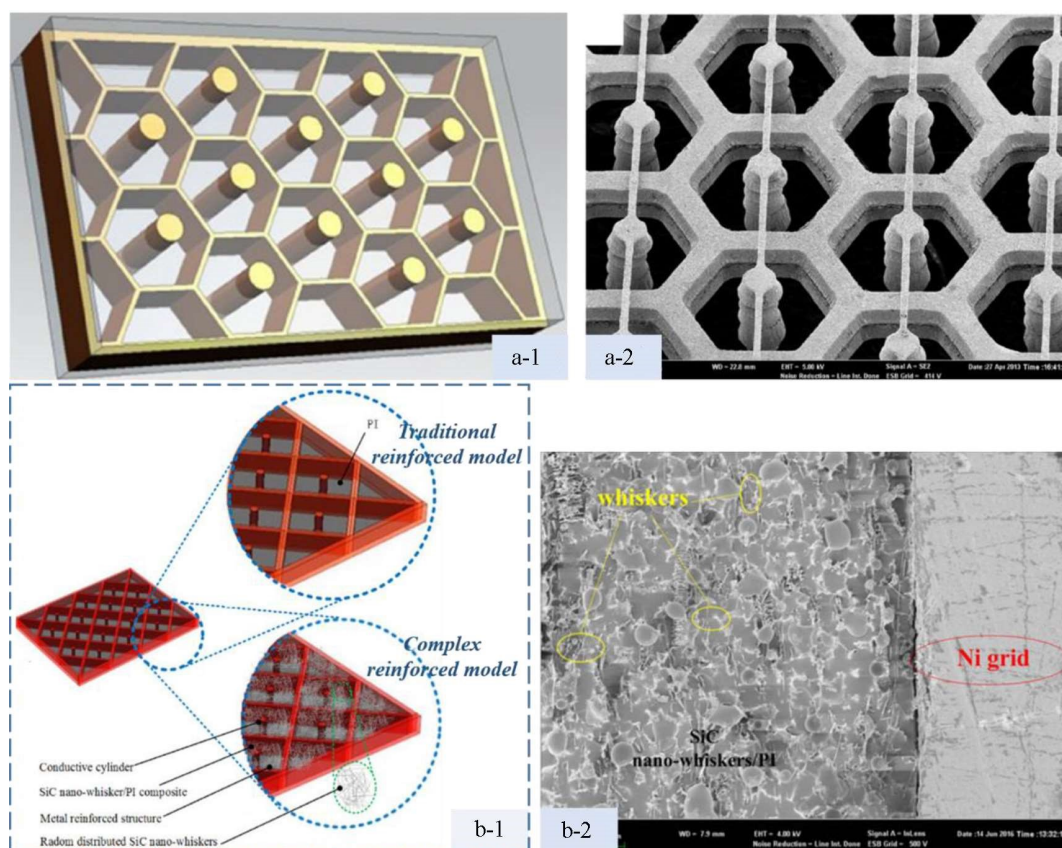 a-1
a-2
WD = 22.0 mm
EHT = 5.00 kV
Signal A = SE2
Date :27 Apr 2013
Noise Reduction = Line Int. Done
ESB Grid =
PI
Traditional
reinforced model
Complex
reinforced model
Conductive cylinder
SiC nano-whisker/PI composite
Metal reinforced structure
Radom distributed SiC nano-whiskers
b-1
whiskers
Ni grid
SiC
nano-whiskers/PI
b-2
WD = 7.9 mm
EHT = 4.00 kV
Signal A = InLens
Date :14 Jun 2016
Noise Reduction = Line Int. Done
ESB Grid = 500 V